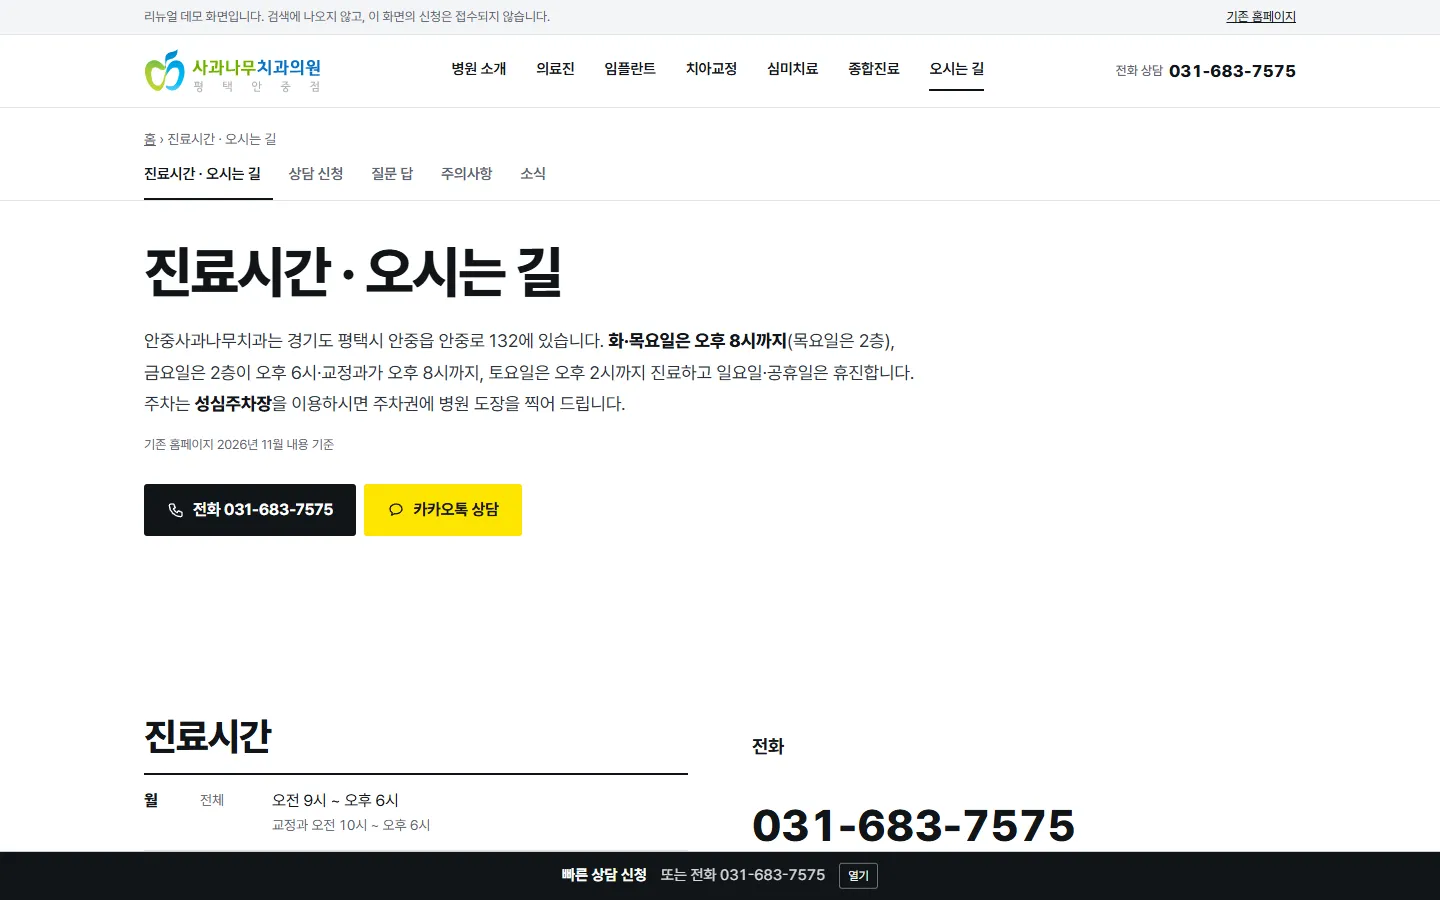 리뉴얼 데모 화면입니다. 검색에 나오지 않고, 이 화면의 신청은 접수되지 않습니다.
기존 홈페이지
사과나무치과의원
평 택 안 중 점
병원 소개
의료진
임플란트
치아교정
심미치료
종합진료
오시는 길
전화 상담 031-683-7575
홈 › 진료시간 · 오시는 길
진료시간 · 오시는 길
상담 신청
질문 답
주의사항
소식
진료시간 · 오시는 길
안중사과나무치과는 경기도 평택시 안중읍 안중로 132에 있습니다. 화·목요일은 오후 8시까지(목요일은 2층),
금요일은 2층이 오후 6시·교정과가 오후 8시까지, 토요일은 오후 2시까지 진료하고 일요일·공휴일은 휴진합니다.
주차는 성심주차장을 이용하시면 주차권에 병원 도장을 찍어 드립니다.
기존 홈페이지 2026년 11월 내용 기준
전화 031-683-7575
카카오톡 상담
진료시간
월 전체 오전 9시 ~ 오후 6시
교정과 오전 10시 ~ 오후 6시
전화
031-683-7575
빠른 상담 신청 또는 전화 031-683-7575 열기